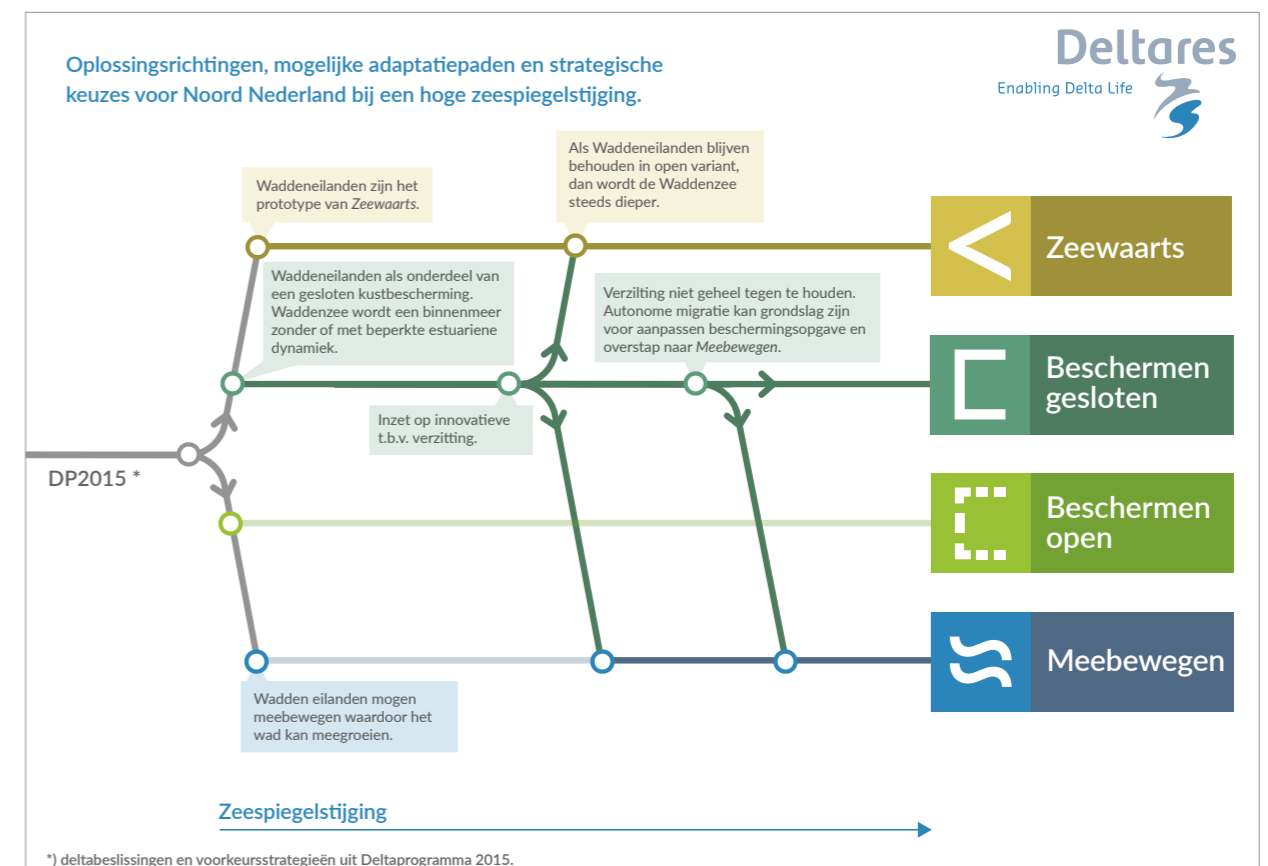 Oplossingsrichtingen, mogelijke adaptatiepaden en strategische
keuzes voor Noord Nederland bij een hoge zeespiegelstijging.
Deltares
Enabling Delta Life
Waddeneilanden zijn het
prototype van Zeewaarts.
Als Waddeneilanden blijven
behouden in open variant,
dan wordt de Waddenzee
steeds dieper.
Zeewaarts
Waddeneilanden als onderdeel van
een gesloten kustbescherming.
Waddenzee wordt een binnenmeer
zonder of met beperkte estuariene
dynamiek.
Verzilting niet geheel tegen te houden.
Autonome migratie kan grondslag zijn
voor aanpassen beschermingsopgave en
overstap naar Meebewegen.
Beschermen
gesloten
Inzet op innovatieve
t.b.v. verzitting.
DP2015 *
Beschermen
open
Meebewegen
Wadden eilanden mogen
meebewegen waardoor het
wad kan meegroeien.
Zeespiegelstijging
*) deltabeslissingen en voorkeursstrategieën uit Deltaprogramma 2015.